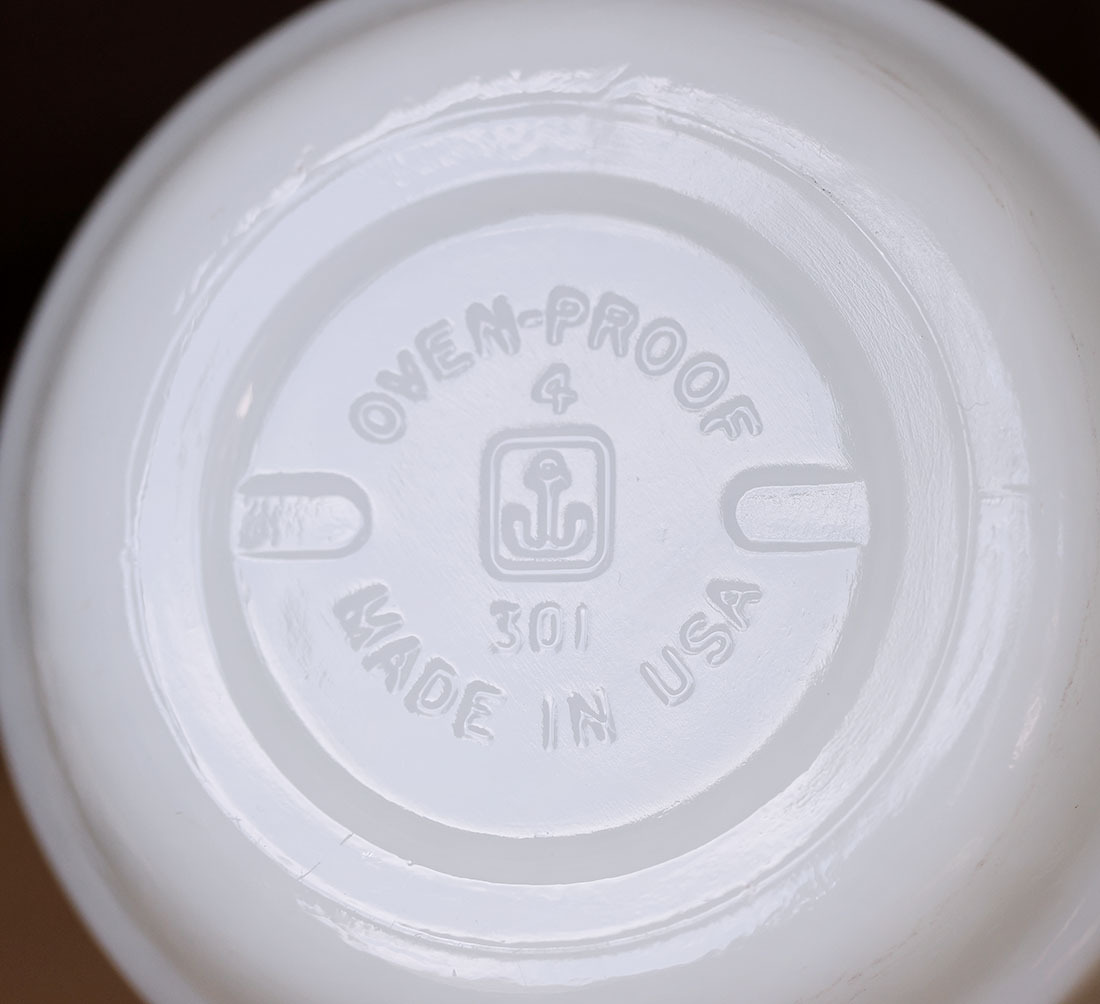 OVEN-PROOF
4
301
MADE IN USA